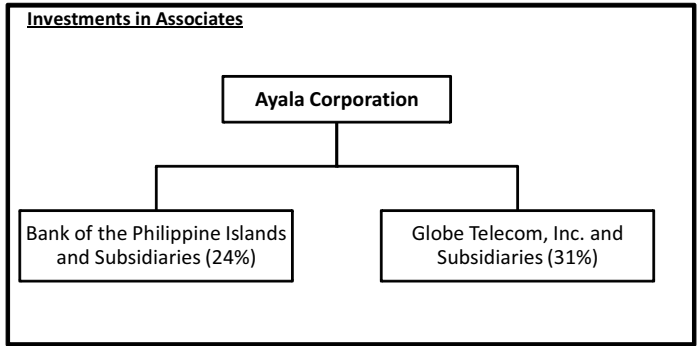 Investments in Associates
Ayala Corporation
Bank of the Philippine Islands
and Subsidiaries (24%)
Globe Telecom, Inc. and
Subsidiaries (31%)